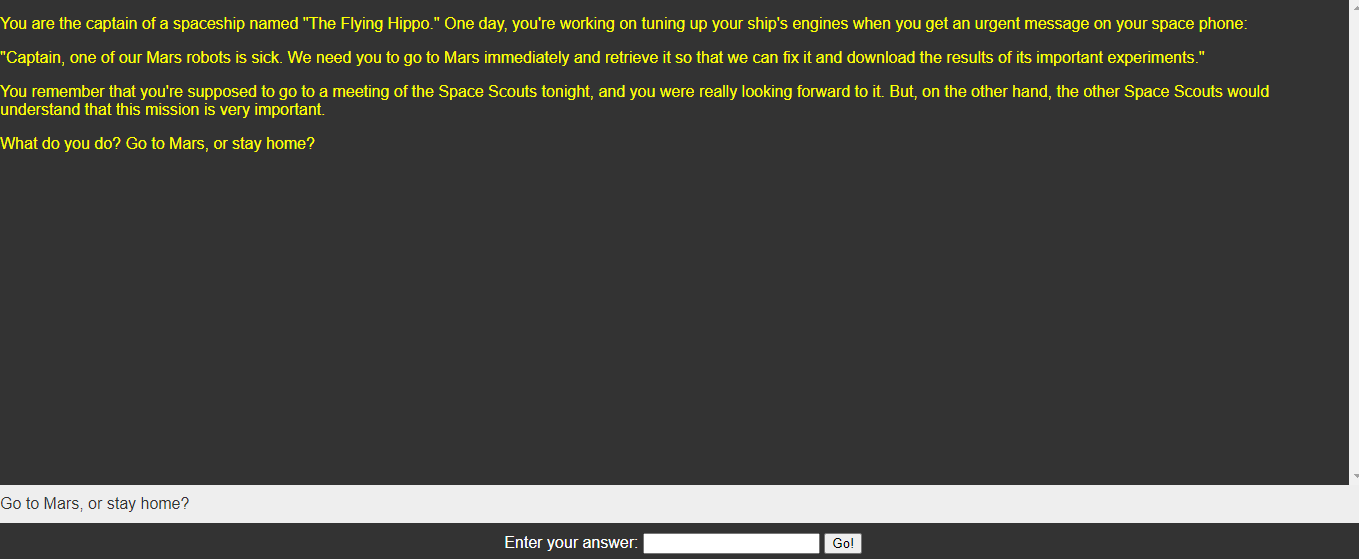 You are the captain of a spaceship named "The Flying Hippo." One day, you're working on tuning up your ship's engines when you get an urgent message on your space phone:
"Captain, one of our Mars robots is sick. We need you to go to Mars immediately and retrieve it so that we can fix it and download the results of its important experiments."
You remember that you're supposed to go to a meeting of the Space Scouts tonight, and you were really looking forward to it. But, on the other hand, the other Space Scouts would
understand that this mission is very important.
What do you do? Go to Mars, or stay home?
Go to Mars, or stay home?
Enter your answer: Go!